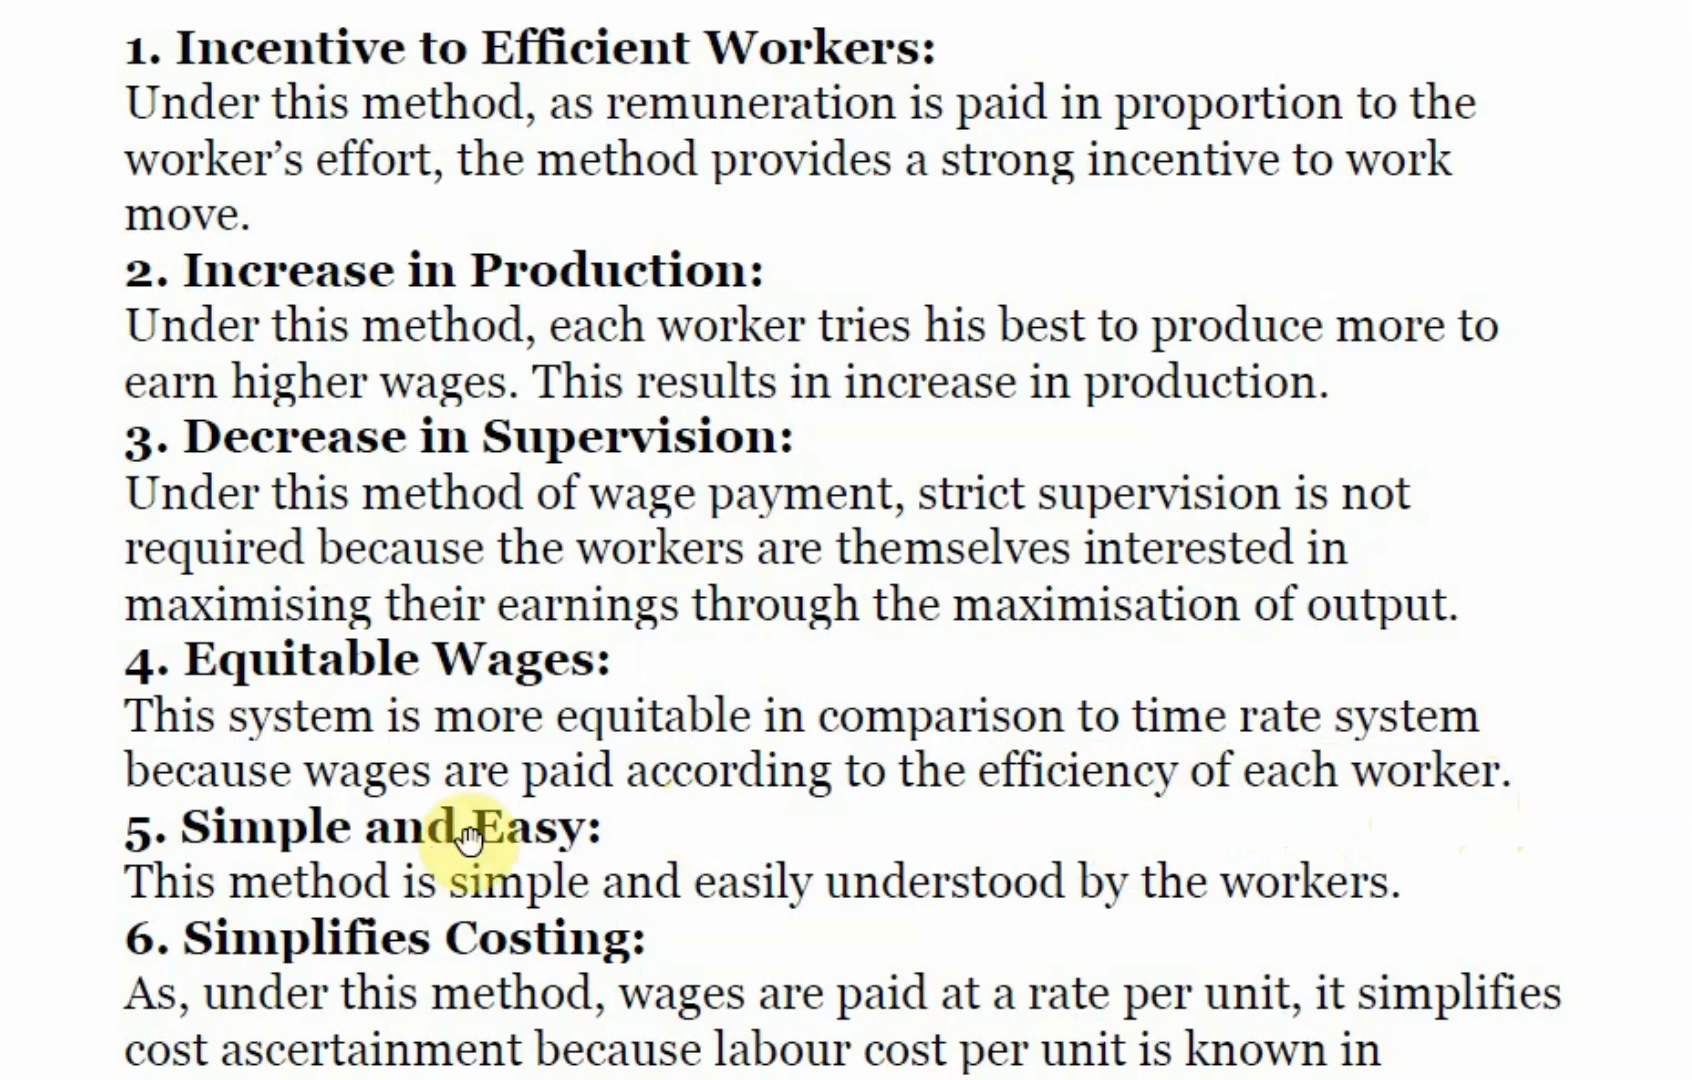 1. Incentive to Efficient Workers:
Under this method, as remuneration is paid in proportion to the
worker’s effort, the method provides a strong incentive to work
move.
2. Increase in Production:
Under this method, each worker tries his best to produce more to
earn higher wages. This results in increase in production.
3. Decrease in Supervision:
Under this method of wage payment, strict supervision is not
required because the workers are themselves interested in
maximising their earnings through the maximisation of output.
4. Equitable Wages:
This system is more equitable in comparison to time rate system
because wages are paid according to the efficiency of each worker.
5. Simple and Easy:
This method is simple and easily understood by the workers.
6. Simplifies Costing:
As, under this method, wages are paid at a rate per unit, it simplifies
cost ascertainment because labour cost per unit is known in